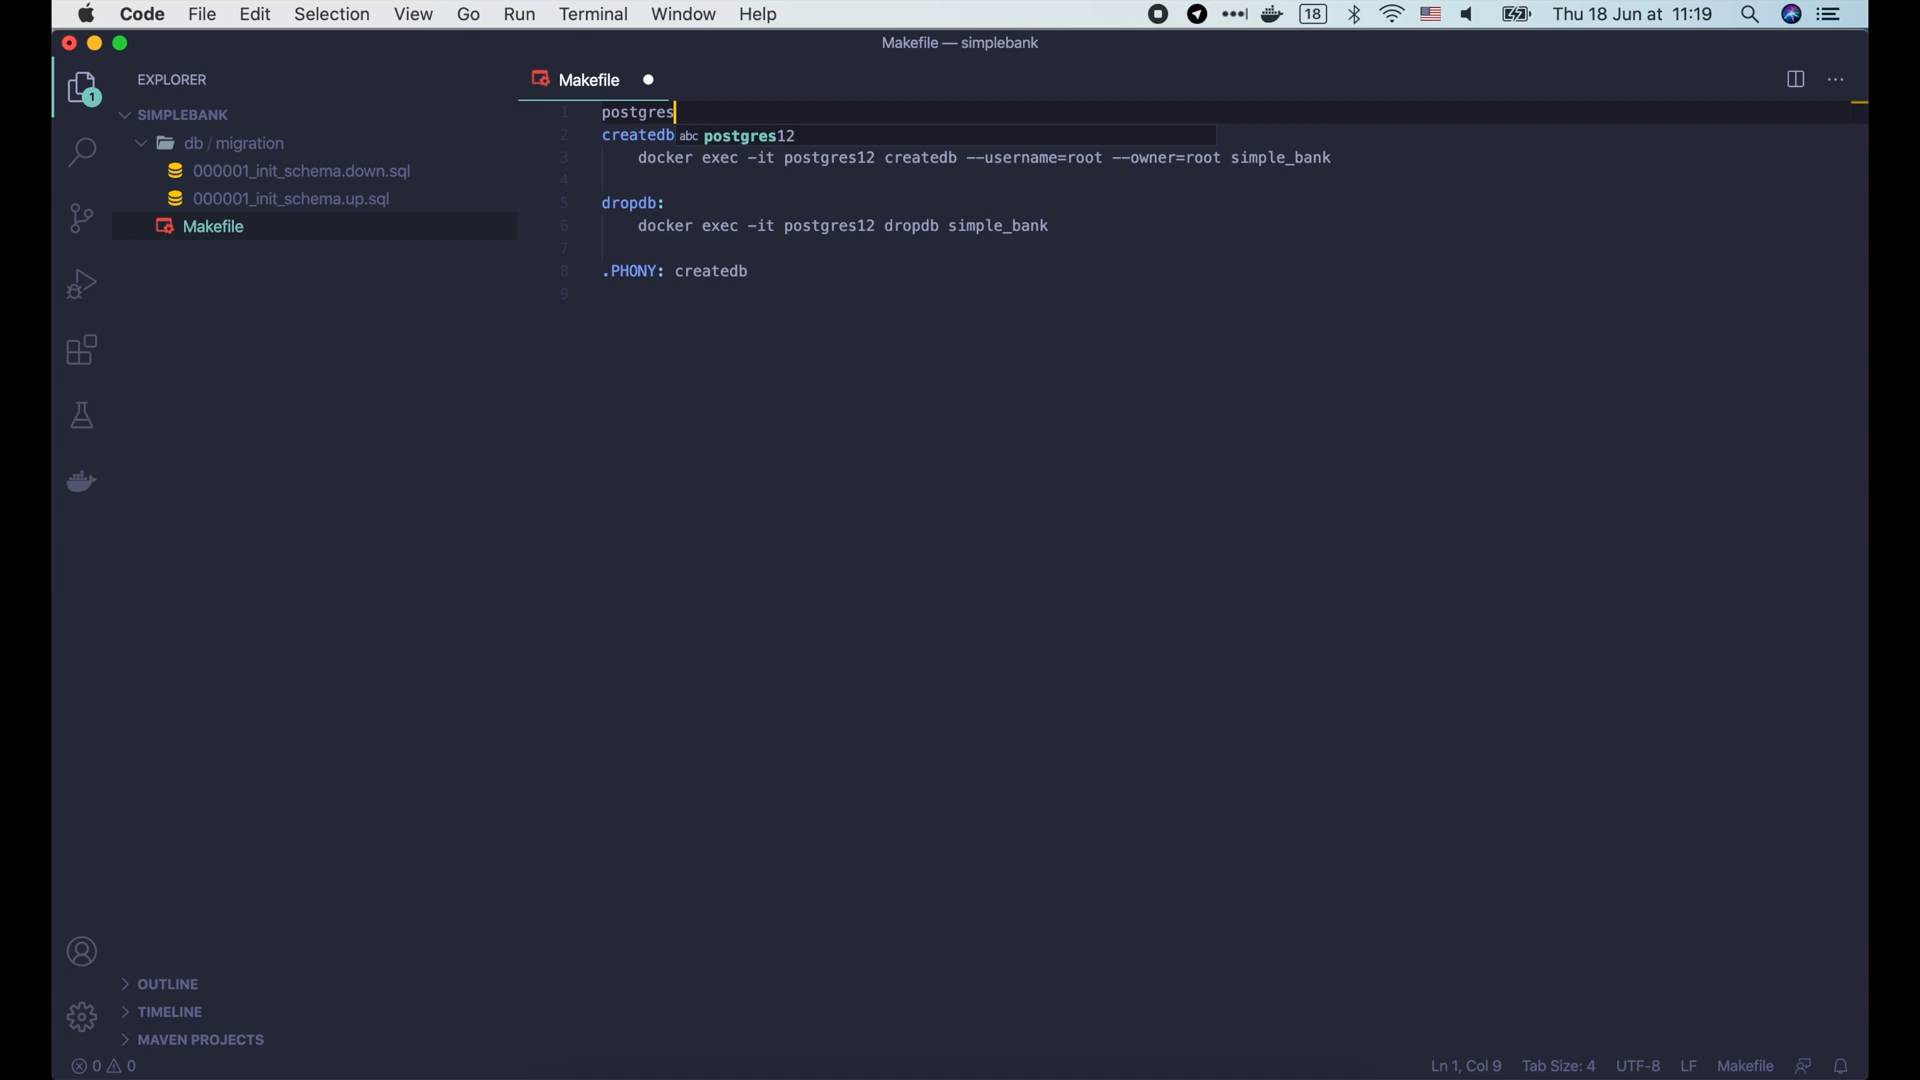 Code File Edit Selection View Go Run Terminal Window Help 18 Thu 18 Jun at 11:19
Makefile — simplebank
EXPLORER
1
SIMPLEBANK
db / migration
000001_init_schema.down.sql
000001_init_schema.up.sql
Makefile
OUTLINE
TIMELINE
MAVEN PROJECTS
Makefile
1 postgres
2 createdb abc postgres12
3 docker exec -it postgres12 createdb --username=root --owner=root simple_bank
4
5 dropdb:
6 docker exec -it postgres12 dropdb simple_bank
7
8 .PHONY: createdb
9
0 0 Ln 1, Col 9 Tab Size: 4 UTF-8 LF Makefile